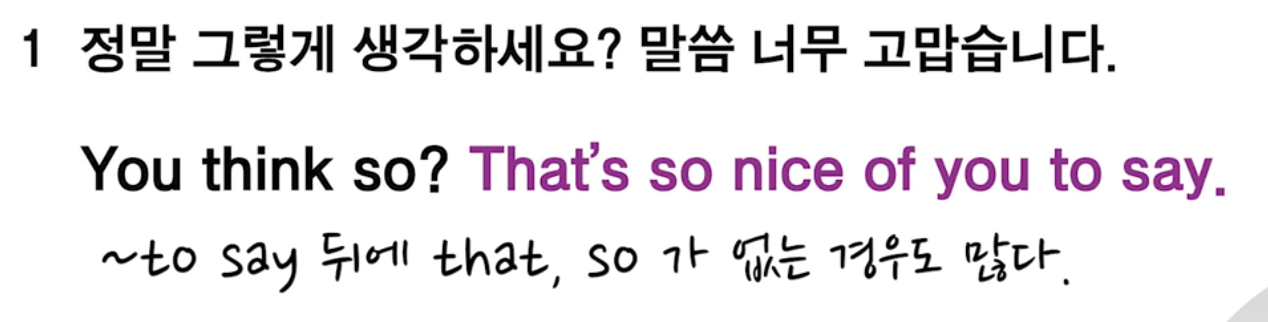 1 정말 그렇게 생각하세요? 말씀 너무 고맙습니다.
You think so? That's so nice of you to say.
~to say 뒤에 that, so 가 없는 경우도 많다.